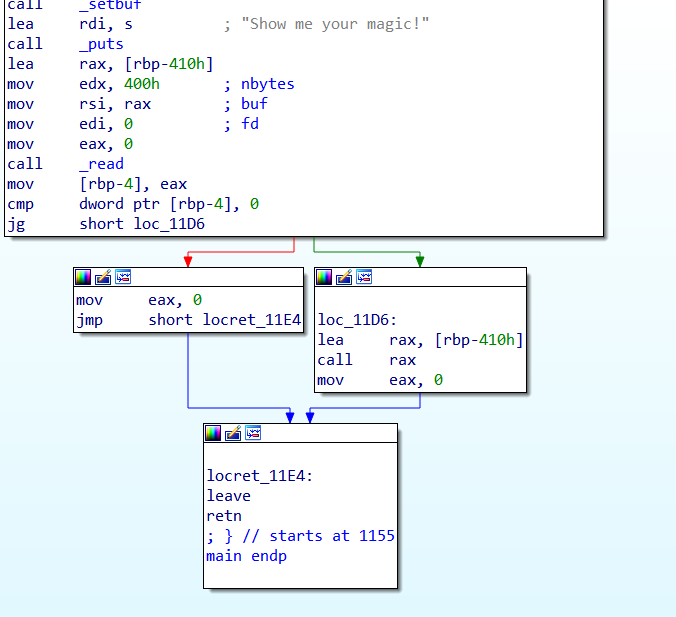 call    _setbuf
lea     rdi, s          ; "Show me your magic!"
call    _puts
lea     rax, [rbp-410h]
mov     edx, 400h       ; nbytes
mov     rsi, rax        ; buf
mov     edi, 0          ; fd
mov     eax, 0
call    _read
mov     [rbp-4], eax
cmp     dword ptr [rbp-4], 0
jg      short loc_11D6
mov     eax, 0
jmp     short locret_11E4
loc_11D6:
lea     rax, [rbp-410h]
call    rax
mov     eax, 0
locret_11E4:
leave
retn
; } // starts at 1155
main endp